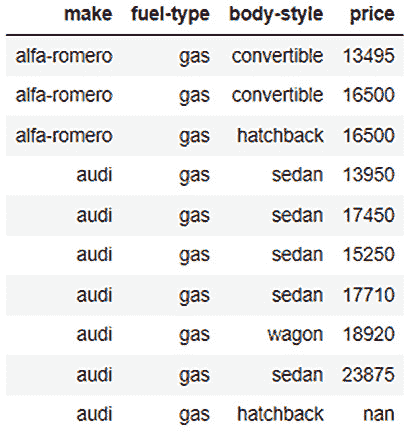 make fuel-type body-style price
alfa-romero gas convertible 13495
alfa-romero gas convertible 16500
alfa-romero gas hatchback 16500
audi gas sedan 13950
audi gas sedan 17450
audi gas sedan 15250
audi gas sedan 17710
audi gas wagon 18920
audi gas sedan 23875
audi gas hatchback nan